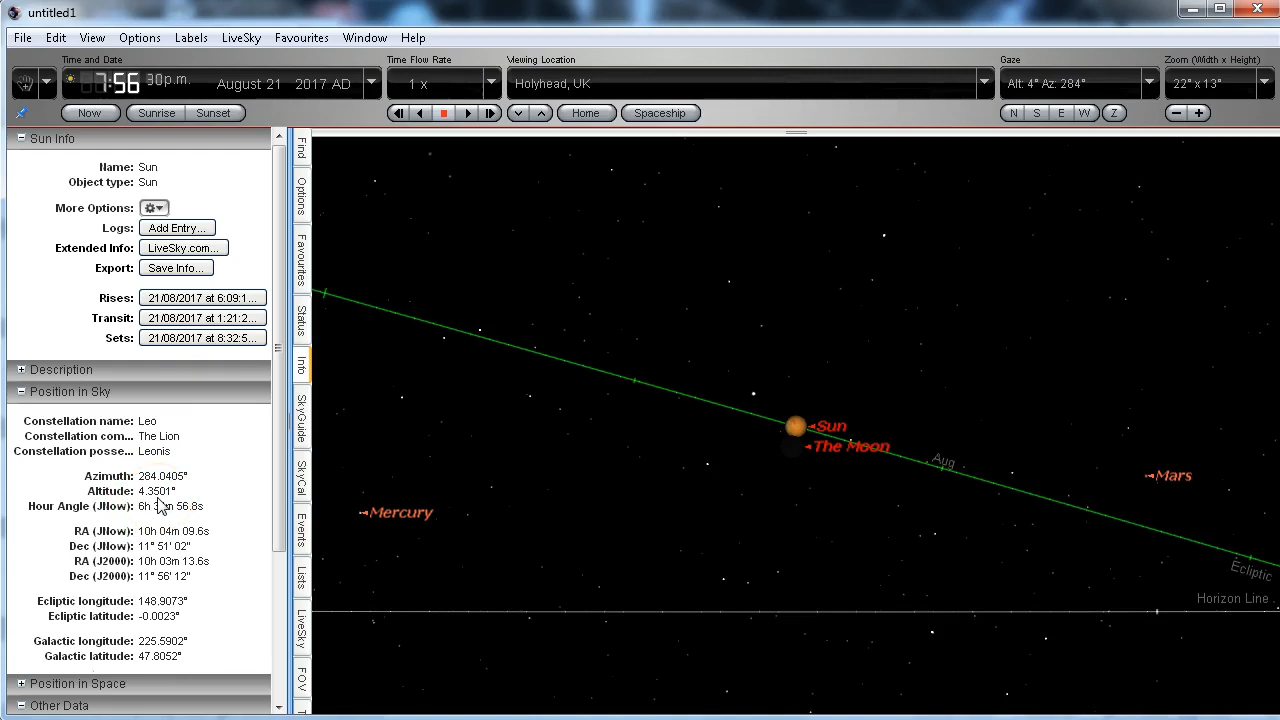 untitled1
File Edit View Options Labels LiveSky Favourites Window Help
Time and Date Time Flow Rate Viewing Location Gaze Zoom (Width x Height)
7:56 30p.m. August 21 2017 AD 1 x Holyhead, UK Alt: 4° Az: 284° 22° x 13°
Now Sunrise Sunset Home Spaceship N S E W Z
Sun Info
Name: Sun
Object type: Sun
More Options:
Logs: Add Entry...
Extended Info: LiveSky.com...
Export: Save Info...
Rises: 21/08/2017 at 6:09:1...
Transit: 21/08/2017 at 1:21:2...
Sets: 21/08/2017 at 8:32:5...
Description
Position in Sky
Constellation name: Leo
Constellation com... The Lion
Constellation posse... Leonis
Azimuth: 284.0405°
Altitude: 4.3501°
Hour Angle (JNow): 6h 56.8s
RA (JNow): 10h 04m 09.6s
Dec (JNow): 11° 51' 02"
RA (J2000): 10h 03m 13.6s
Dec (J2000): 11° 56' 12"
Ecliptic longitude: 148.9073°
Ecliptic latitude: -0.0023°
Galactic longitude: 225.5902°
Galactic latitude: 47.8052°
Position in Space
Other Data
Find
Options
Favourites
Status
Info
SkyGuide
SkyCal
Events
Lists
LiveSky
FOV
Sun
The Moon
Aug
Mars
Mercury
Ecliptic
Horizon Line